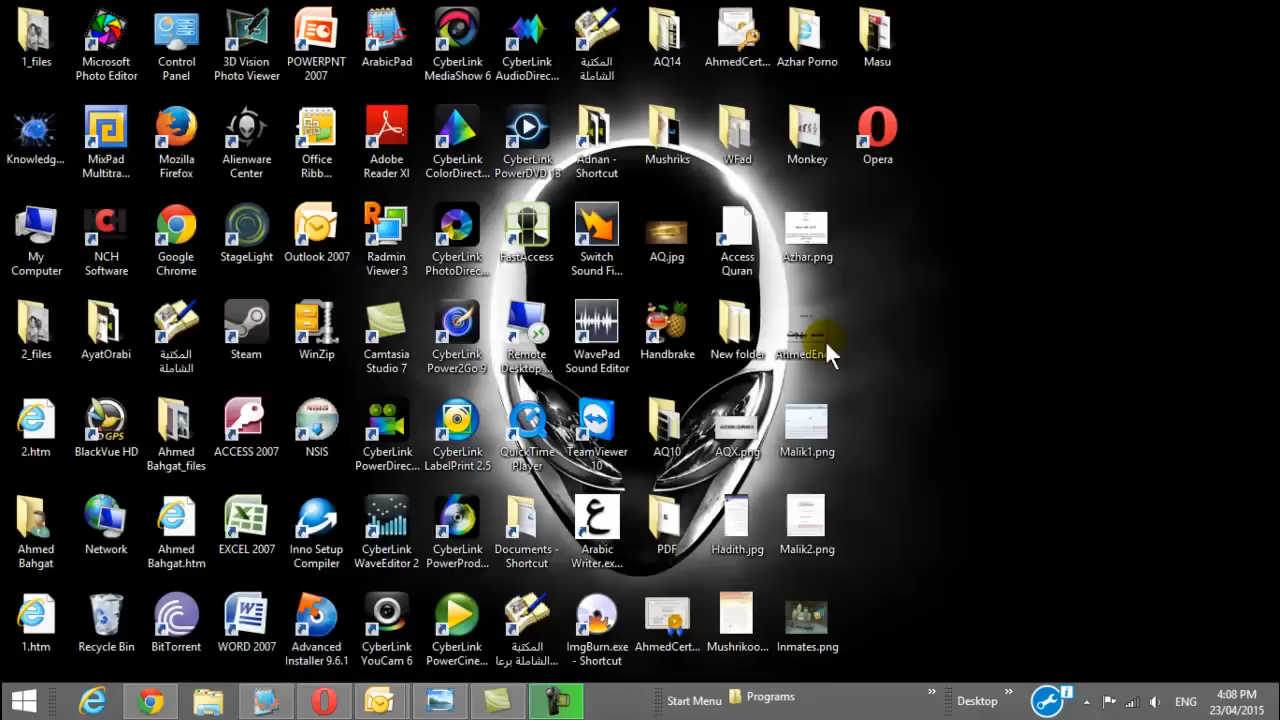 1_files
Microsoft
Photo Editor
Control
Panel
3D Vision
Photo Viewer
POWERPNT
2007
عربية
ArabicPad
CyberLink
MediaShow 6
CyberLink
AudioDirec...
المكتبة
الشاملة
AQ14
AhmedCert...
Azhar Porno
Masu
Knowledg...
MixPad
Multitra...
Mozilla
Firefox
Alienware
Center
Office
Ribb...
Adobe
Reader XI
CyberLink
ColorDirect...
CyberLink
PowerDVD 13
Adnan -
Shortcut
Mushriks
WFad
Monkey
Opera
My
Computer
NCH
Software
Google
Chrome
StageLight
Outlook 2007
Radmin
Viewer 3
CyberLink
PhotoDirec...
FastAccess
Switch
Sound Fi...
AQ.jpg
Access
Quran
Azhar.png
2_files
AyatOrabi
المكتبة
الشاملة
Steam
WinZip
Camtasia
Studio 7
CyberLink
Power2Go 9
Remote
Desktop ...
WavePad
Sound Editor
Handbrake
New folder
2.htm
BlackVue HD
Ahmed
Bahgat_files
ACCESS 2007
NSIS
CyberLink
PowerDirec...
CyberLink
LabelPrint 2.5
QuickTime
Player
TeamViewer
10
AQ10
AQX.png
Malik1.png
Ahmed
Bahgat
Network
Ahmed
Bahgat.htm
EXCEL 2007
Inno Setup
Compiler
CyberLink
WaveEditor 2
CyberLink
PowerProd...
Documents -
Shortcut
ع
Arabic
Writer.ex...
PDF
Hadith.jpg
Malik2.png
1.htm
Recycle Bin
BitTorrent
WORD 2007
Advanced
Installer 9.6.1
CyberLink
YouCam 6
CyberLink
PowerCine...
المكتبة
الشاملة برعا...
ImgBurn.exe
- Shortcut
AhmedCert...
Mushrikoo...
Inmates.png
Start Menu
Programs
»
Desktop
»
ENG
4:08 PM
23/04/2015